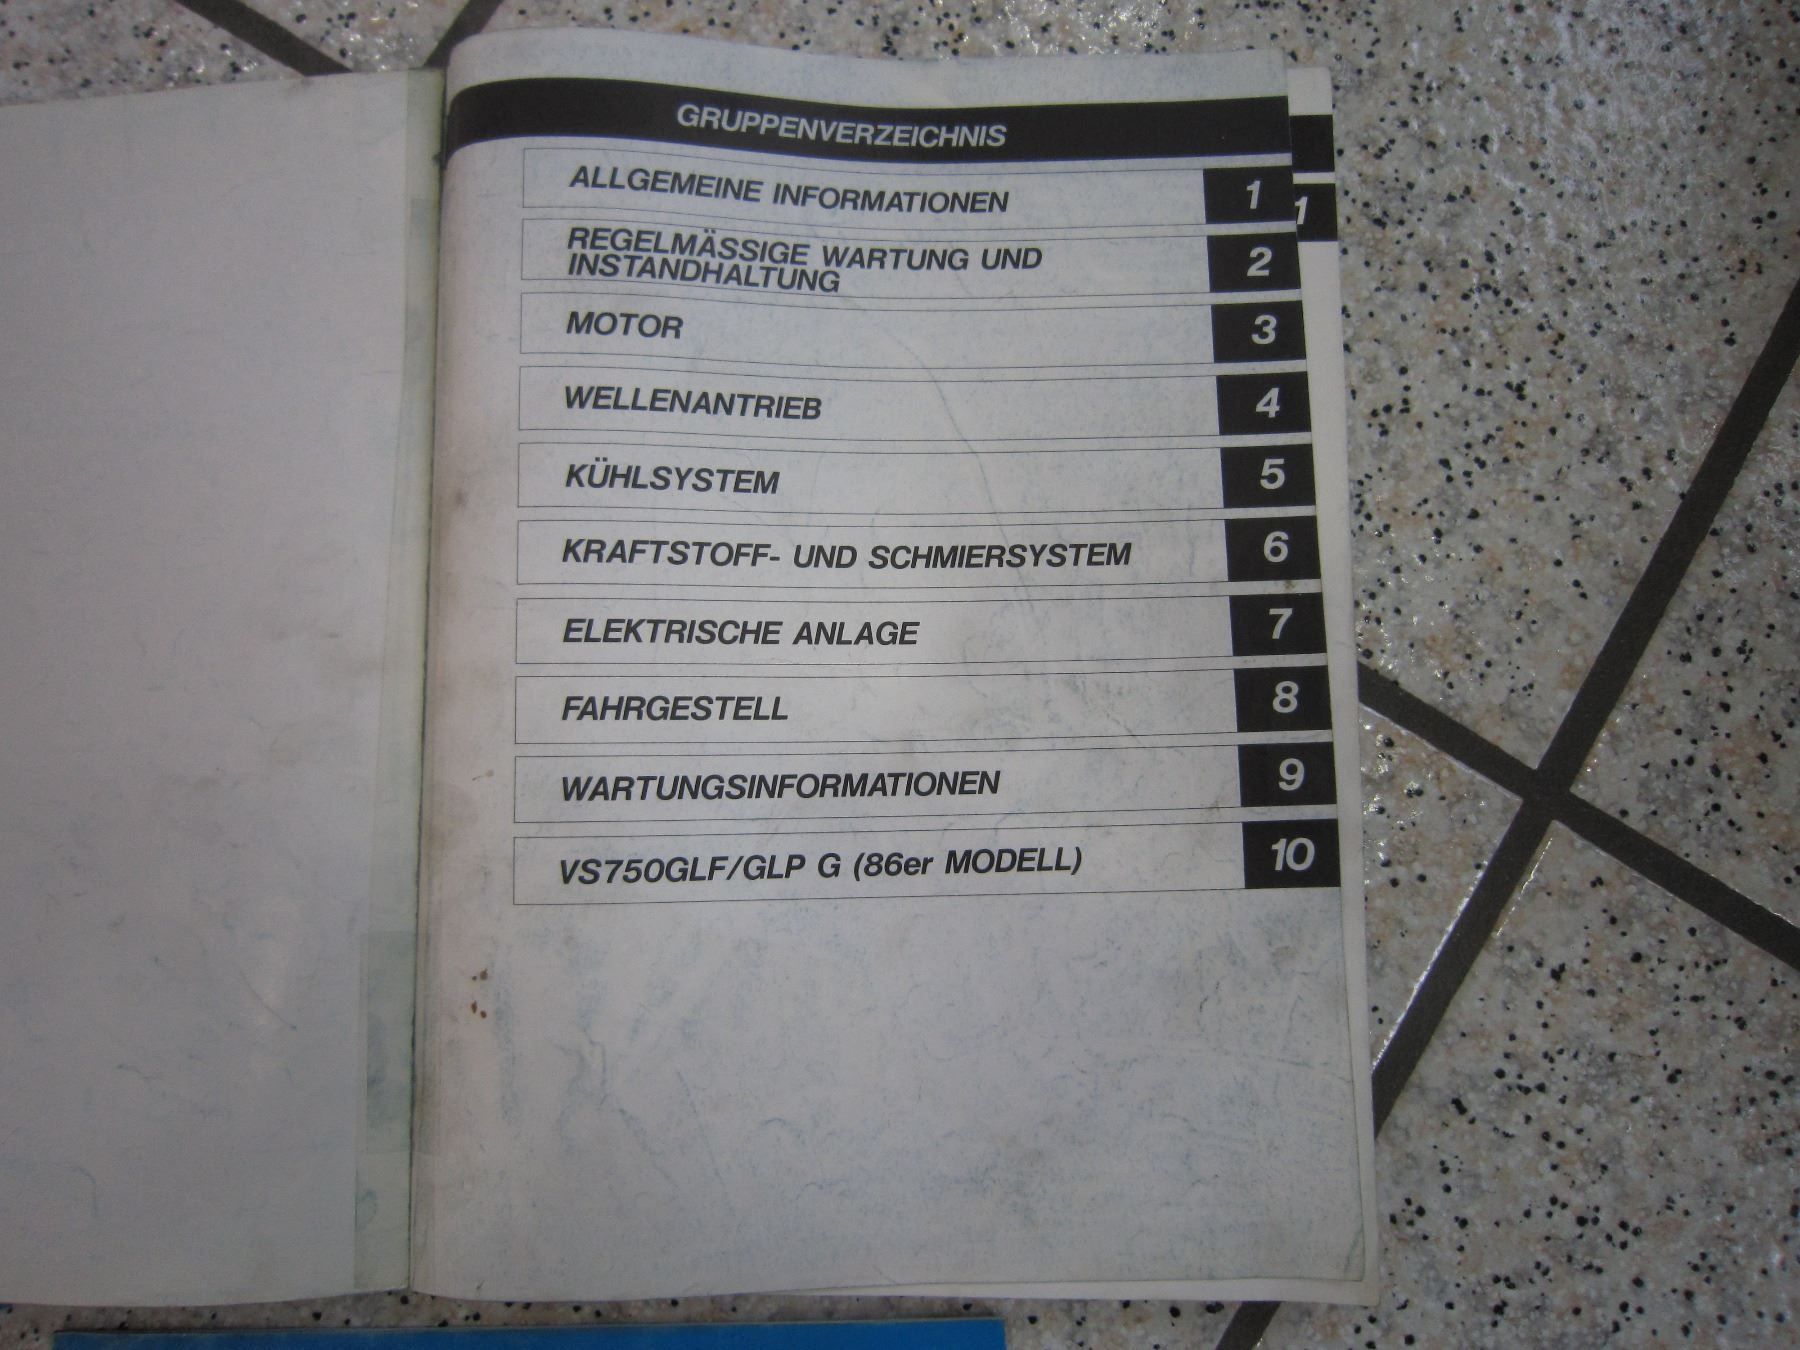 GRUPPENVERZEICHNIS
ALLGEMEINE INFORMATIONEN 1
1
REGELMÄSSIGE WARTUNG UND
INSTANDHALTUNG 2
MOTOR 3
WELLENANTRIEB 4
KÜHLSYSTEM 5
KRAFTSTOFF- UND SCHMIERSYSTEM 6
ELEKTRISCHE ANLAGE 7
FAHRGESTELL 8
WARTUNGSINFORMATIONEN 9
VS750GLF/GLP G (86er MODELL) 10